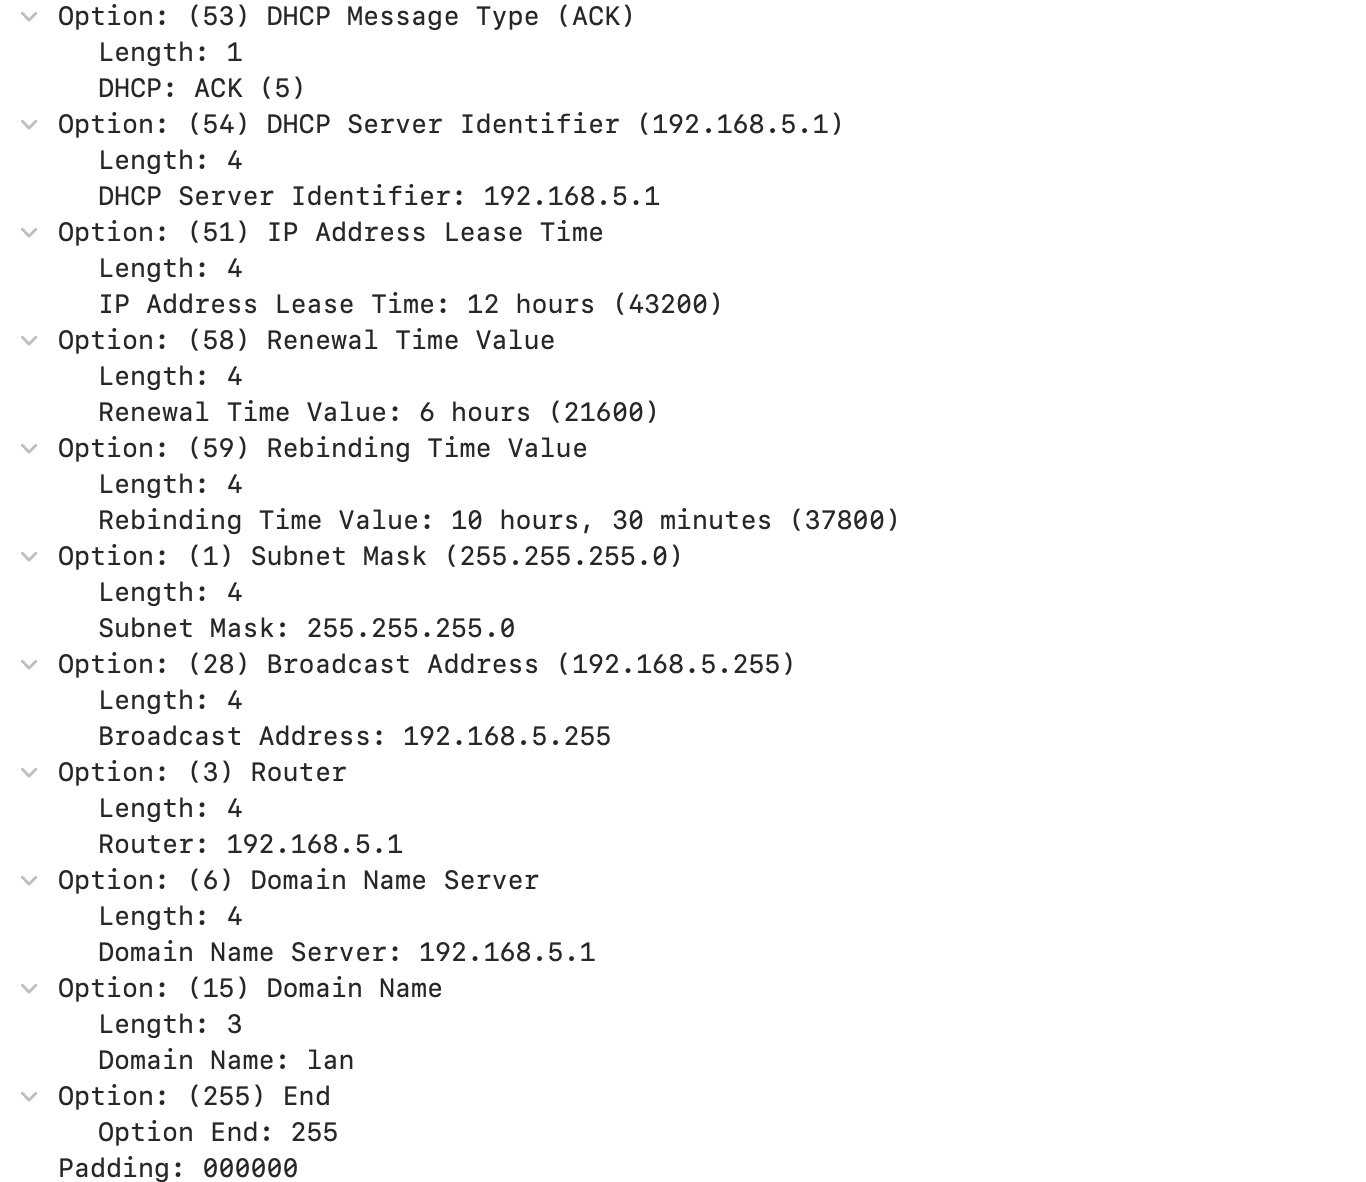 Option: (53) DHCP Message Type (ACK)
Length: 1
DHCP: ACK (5)
Option: (54) DHCP Server Identifier (192.168.5.1)
Length: 4
DHCP Server Identifier: 192.168.5.1
Option: (51) IP Address Lease Time
Length: 4
IP Address Lease Time: 12 hours (43200)
Option: (58) Renewal Time Value
Length: 4
Renewal Time Value: 6 hours (21600)
Option: (59) Rebinding Time Value
Length: 4
Rebinding Time Value: 10 hours, 30 minutes (37800)
Option: (1) Subnet Mask (255.255.255.0)
Length: 4
Subnet Mask: 255.255.255.0
Option: (28) Broadcast Address (192.168.5.255)
Length: 4
Broadcast Address: 192.168.5.255
Option: (3) Router
Length: 4
Router: 192.168.5.1
Option: (6) Domain Name Server
Length: 4
Domain Name Server: 192.168.5.1
Option: (15) Domain Name
Length: 3
Domain Name: lan
Option: (255) End
Option End: 255
Padding: 000000